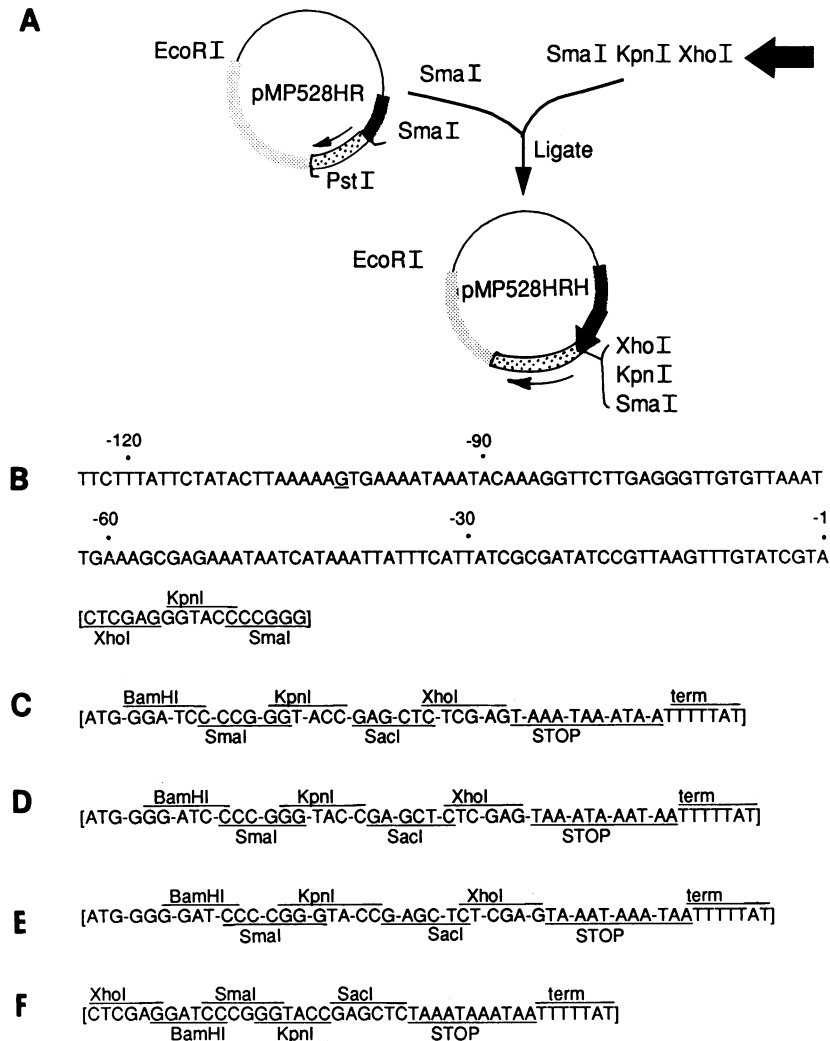 A
EcoRI
pMP528HR
SmaI
PstI
SmaI
SmaI KpnI XhoI
Ligate
EcoRI
pMP528HRH
XhoI
KpnI
SmaI
B
-120 -90
TTCTTTATTCTATACTTAAAAAGTGAAAATAAATACAAAGGTTCTTGAGGGTTGTGTTAAAT
-60 -30 -1
TGAAAGCGAGAAATAATCATAAATTATTTCATTATCGCGATATCCGTTAAGTTTGTATCGTA
KpnI
[CTCGAGGGTACCCCCGGG]
XhoI SmaI
C
BamHI KpnI XhoI term
[ATG-GGA-TCC-CCG-GGT-ACC-GAG-CTC-TCG-AGT-AAA-TAA-ATA-ATTTTTAT]
SmaI SacI STOP
D
BamHI KpnI XhoI term
[ATG-GGG-ATC-CCC-GGG-TAC-CGA-GCT-CTC-GAG-TAA-ATA-AAT-AATTTTTAT]
SmaI SacI STOP
E
BamHI KpnI XhoI term
[ATG-GGG-GAT-CCC-CGG-GTA-CCG-AGC-TCT-CGA-GTA-AAT-AAA-TAATTTTTAT]
SmaI SacI STOP
F
XhoI SmaI SacI term
[CTCGAGGATCCCCGGGTACCGAGCTCTAAATAAATAATTTTTAT]
BamHI KpnI STOP